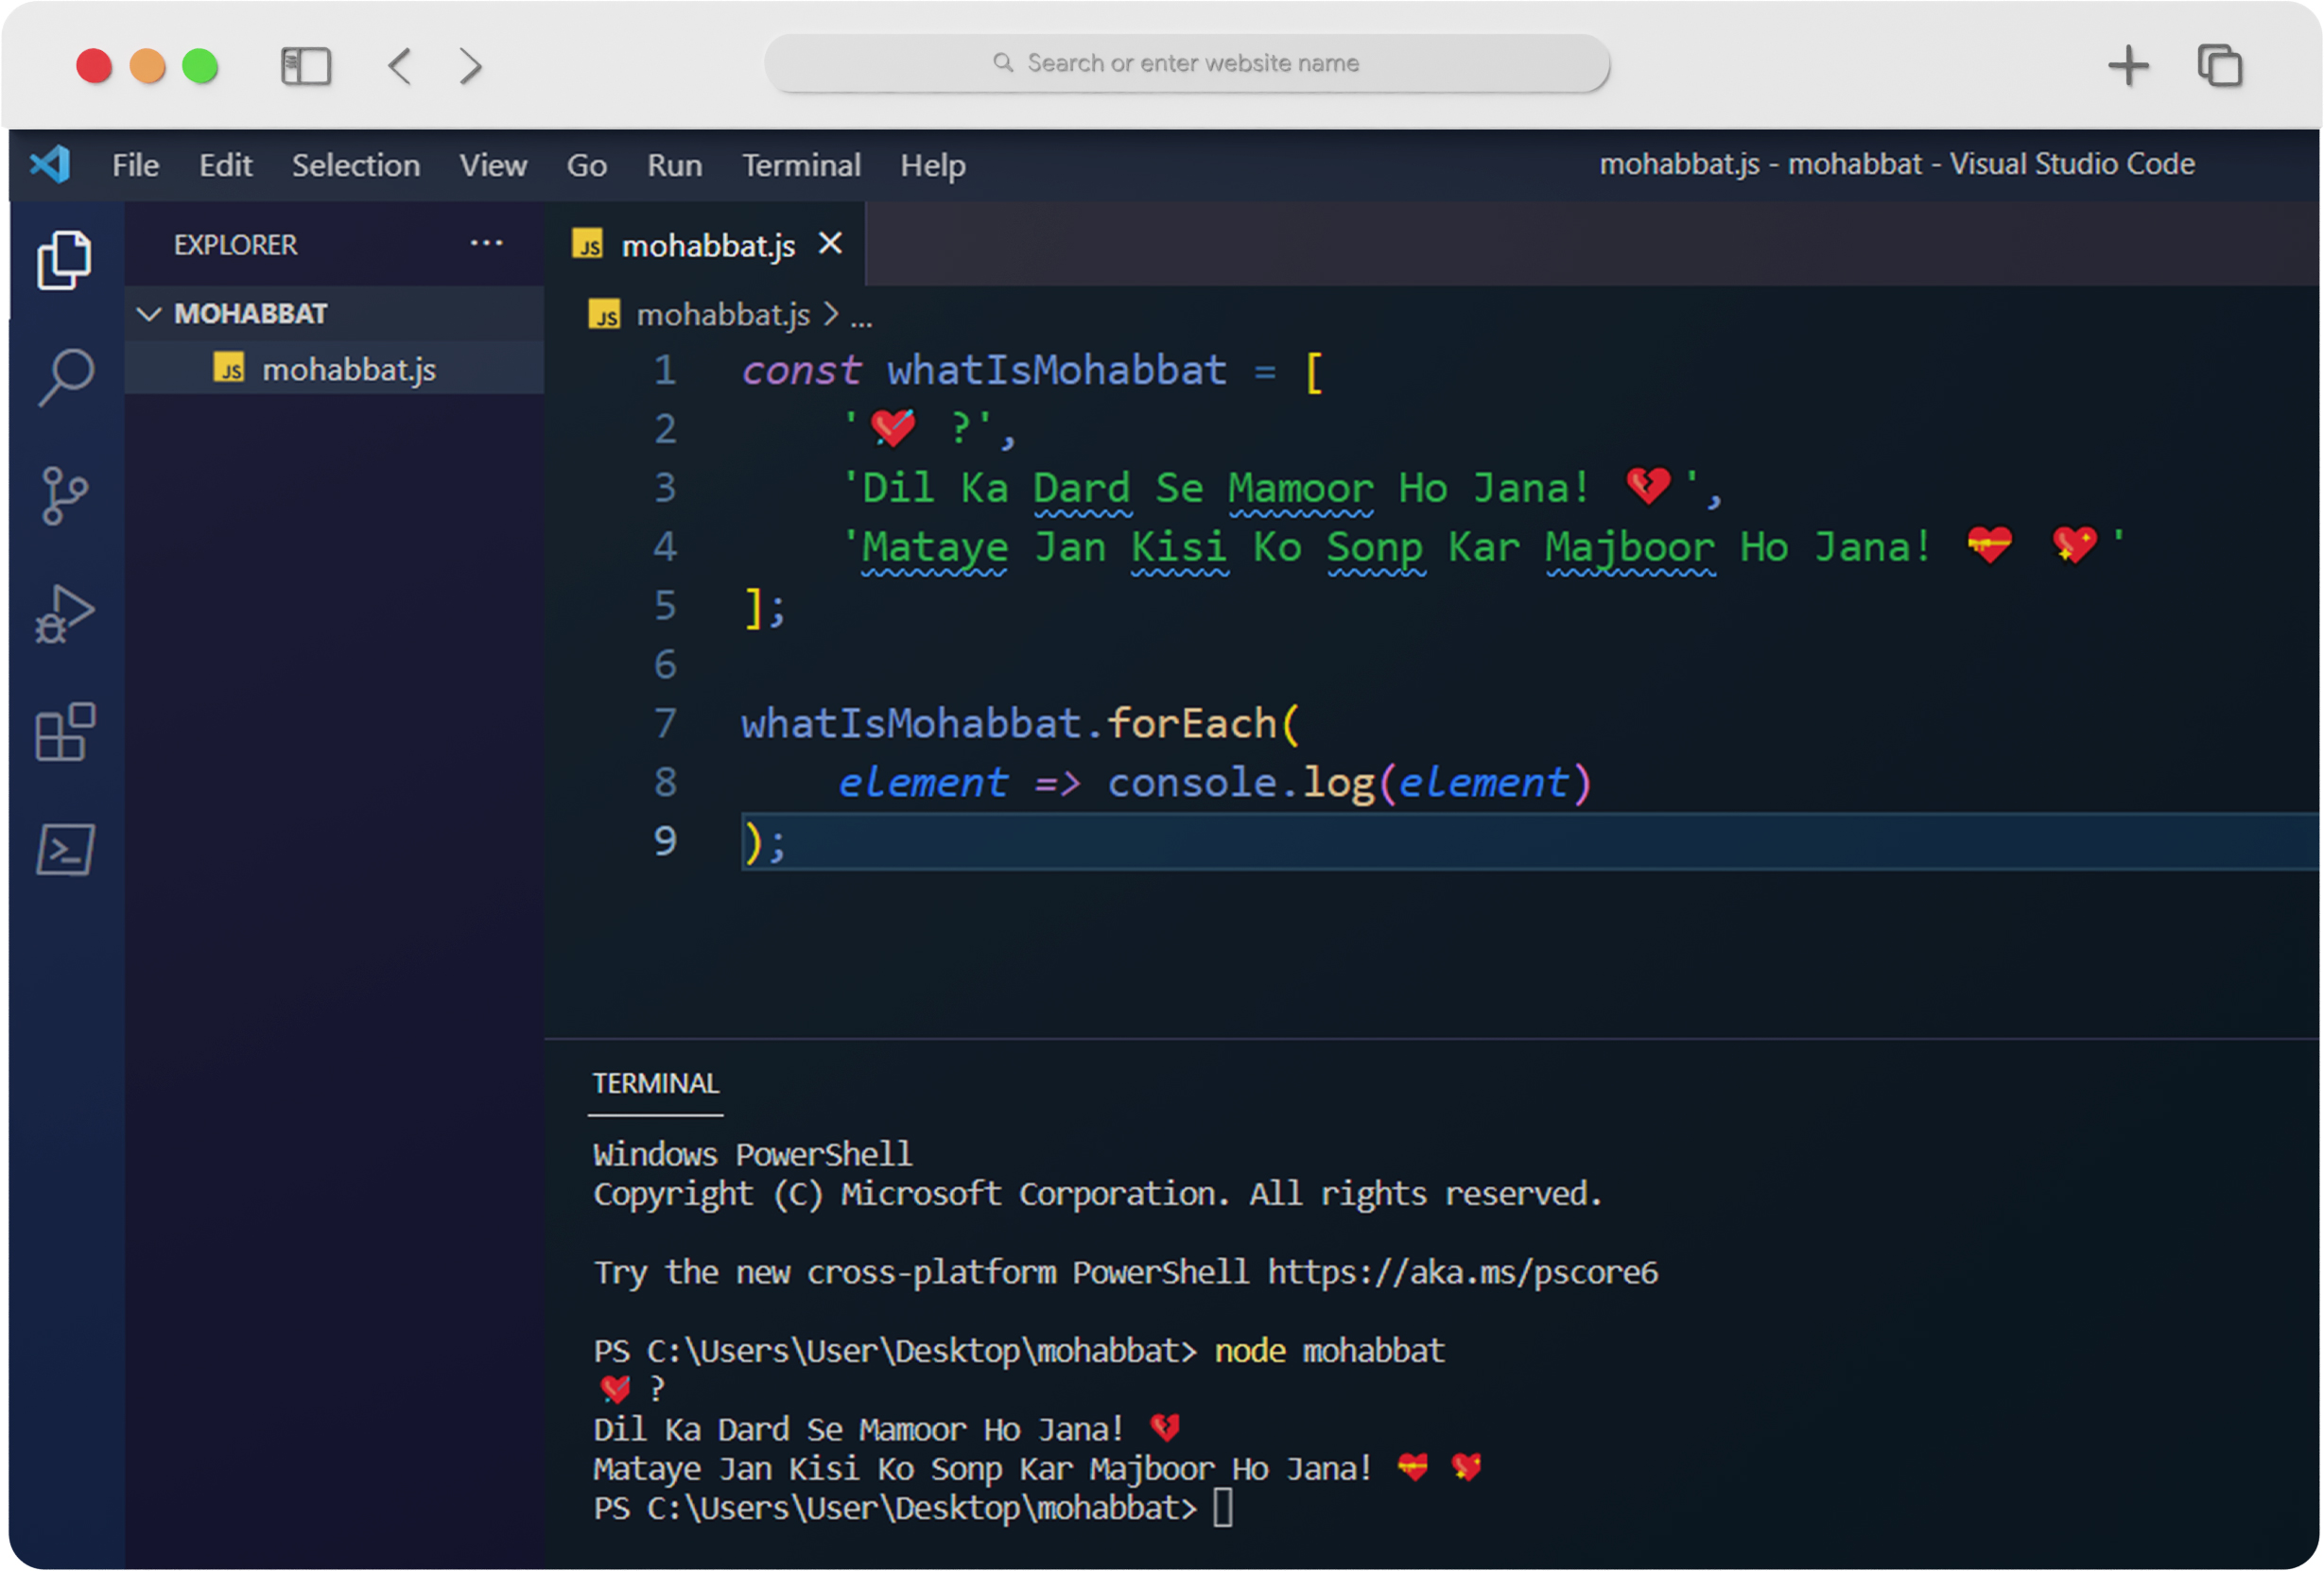 Search or enter website name
File Edit Selection View Go Run Terminal Help mohabbat.js - mohabbat - Visual Studio Code
EXPLORER ...
MOHABBAT
JS mohabbat.js
JS mohabbat.js ×
JS mohabbat.js > ...
1 const whatIsMohabbat = [
2 '💘 ?',
3 'Dil Ka Dard Se Mamoor Ho Jana! 💔',
4 'Mataye Jan Kisi Ko Sonp Kar Majboor Ho Jana! 💝 💖'
5 ];
6
7 whatIsMohabbat.forEach(
8 element => console.log(element)
9 );
TERMINAL
Windows PowerShell
Copyright (C) Microsoft Corporation. All rights reserved.
Try the new cross-platform PowerShell https://aka.ms/pscore6
PS C:\Users\User\Desktop\mohabbat> node mohabbat
💘 ?
Dil Ka Dard Se Mamoor Ho Jana! 💔
Mataye Jan Kisi Ko Sonp Kar Majboor Ho Jana! 💝 💖
PS C:\Users\User\Desktop\mohabbat>